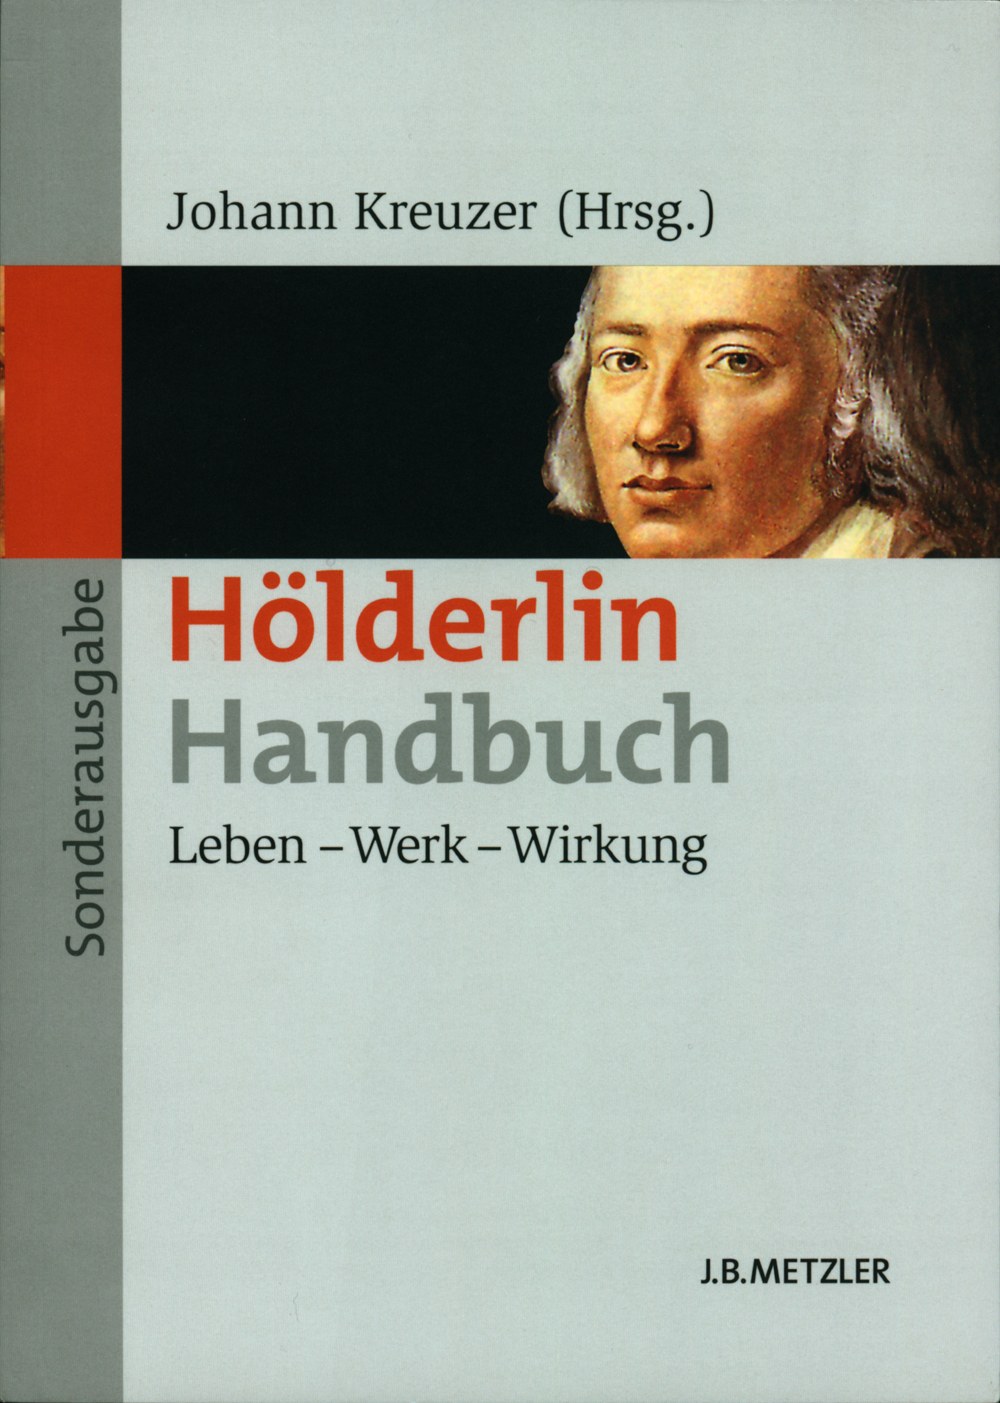 Johann Kreuzer (Hrsg.)
Hölderlin
Handbuch
Leben – Werk – Wirkung
Sonderausgabe
J.B. METZLER